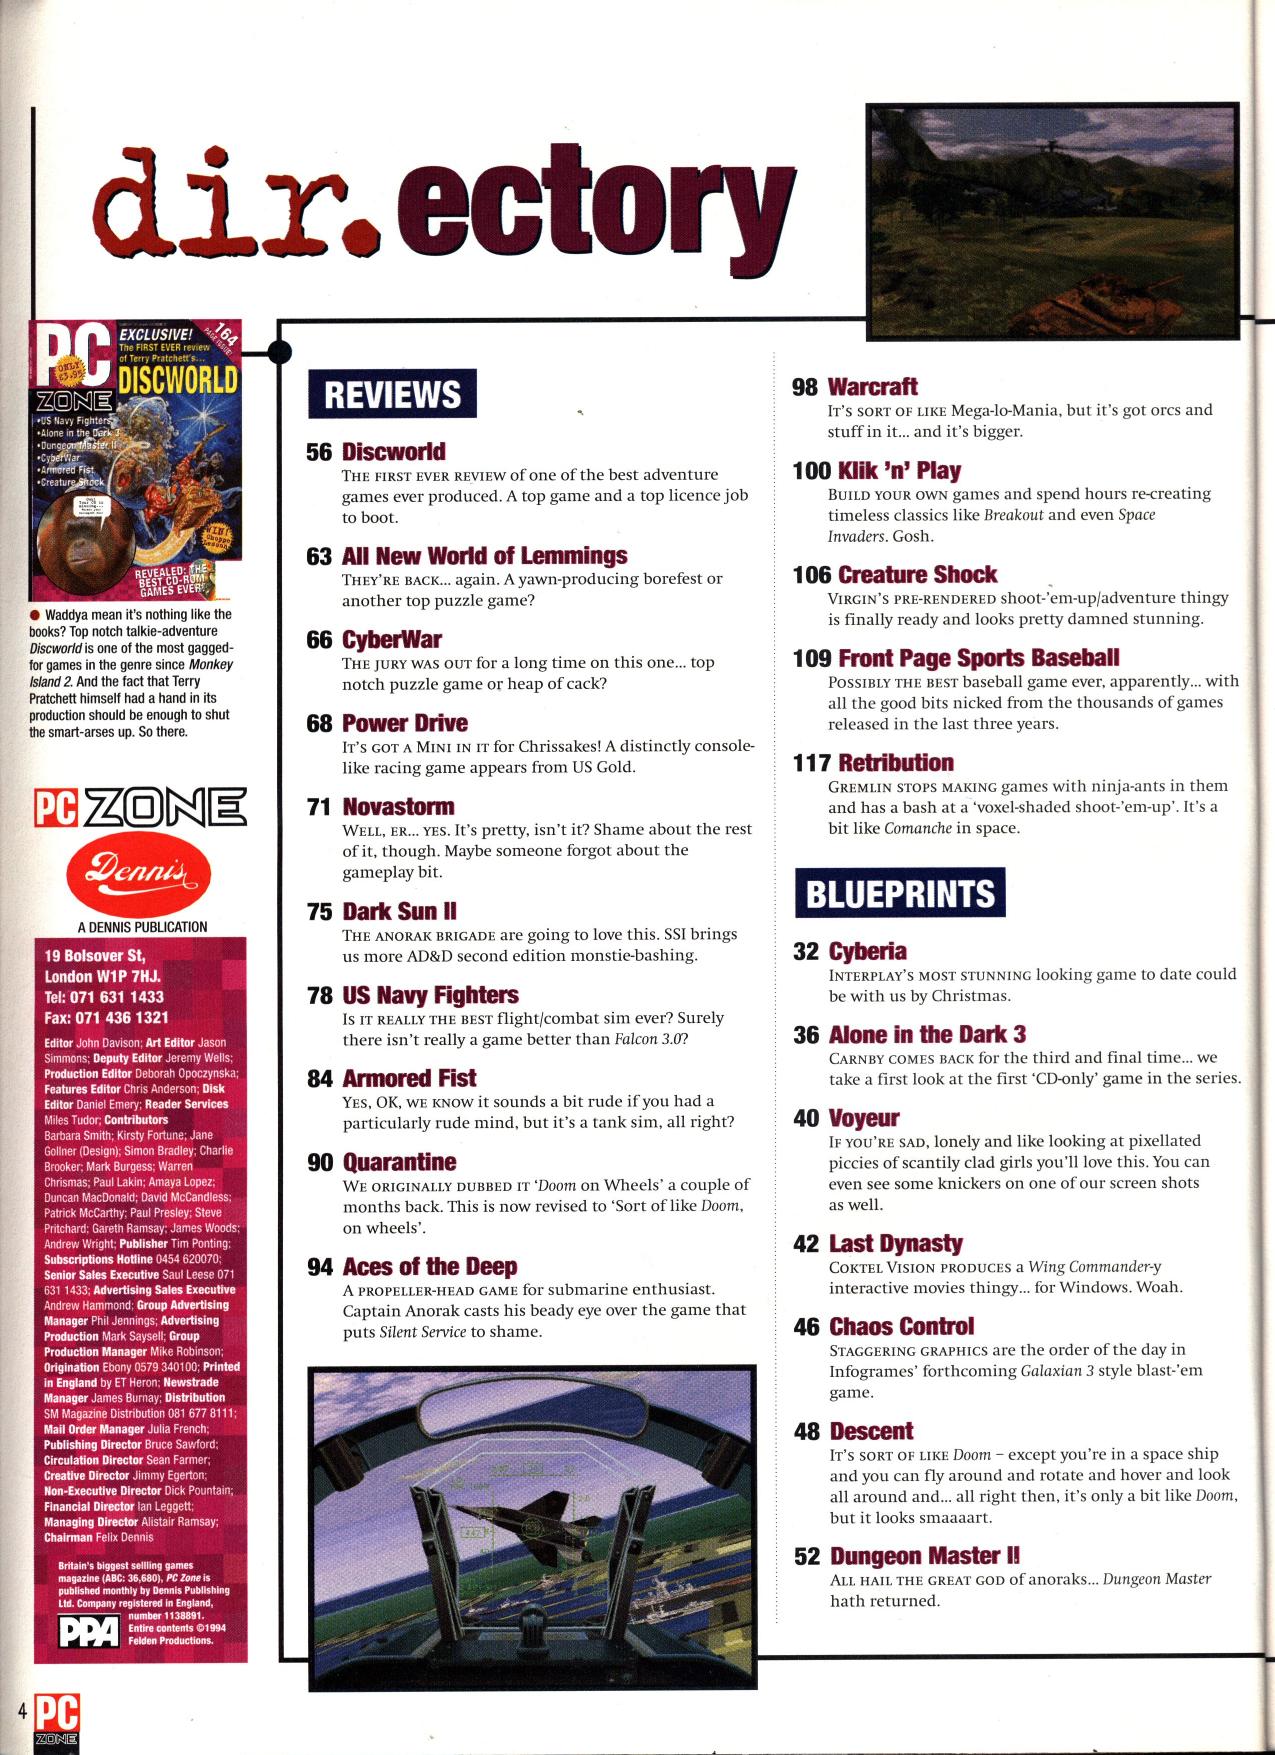 dir.ectory
PC
ZONE
ONLY
£3.95!
EXCLUSIVE!
The FIRST EVER review
of Terry Pratchett's...
DISCWORLD
164
PAGE ISSUE!
•US Navy Fighters
•Alone in the Dark 3
•Dungeon Master II
•CyberWar
•Armored Fist
•Creature Shock
REVEALED: THE
BEST CD-ROM
GAMES EVER!
● Waddya mean it's nothing like the
books? Top notch talkie-adventure
Discworld is one of the most gagged-
for games in the genre since Monkey
Island 2. And the fact that Terry
Pratchett himself had a hand in its
production should be enough to shut
the smart-arses up. So there.
PC ZONE
Dennis
A DENNIS PUBLICATION
19 Bolsover St,
London W1P 7HJ.
Tel: 071 631 1433
Fax: 071 436 1321
Editor John Davison; Art Editor Jason
Simmons; Deputy Editor Jeremy Wells;
Production Editor Deborah Opoczynska;
Features Editor Chris Anderson; Disk
Editor Daniel Emery; Reader Services
Miles Tudor; Contributors
Barbara Smith; Kirsty Fortune; Jane
Gollner (Design); Simon Bradley; Charlie
Brooker; Mark Burgess; Warren
Chrismas; Paul Lakin; Amaya Lopez;
Duncan MacDonald; David McCandless;
Patrick McCarthy; Paul Presley; Steve
Pritchard; Gareth Ramsay; James Woods;
Andrew Wright; Publisher Tim Ponting;
Subscriptions Hotline 0454 620070;
Senior Sales Executive Saul Leese 071
631 1433; Advertising Sales Executive
Andrew Hammond; Group Advertising
Manager Phil Jennings; Advertising
Production Mark Saysell; Group
Production Manager Mike Robinson;
Origination Ebony 0579 340100; Printed
in England by ET Heron; Newstrade
Manager James Burnay; Distribution
SM Magazine Distribution 081 677 8111;
Mail Order Manager Julia French;
Publishing Director Bruce Sawford;
Circulation Director Sean Farmer;
Creative Director Jimmy Egerton;
Non-Executive Director Dick Pountain;
Financial Director Ian Leggett;
Managing Director Alistair Ramsay;
Chairman Felix Dennis
Britain's biggest sellling games
magazine (ABC: 36,680), PC Zone is
published monthly by Dennis Publishing
Ltd. Company registered in England,
number 1138891.
Entire contents ©1994
Felden Productions.
PPA
REVIEWS
56 Discworld
THE FIRST EVER REVIEW of one of the best adventure
games ever produced. A top game and a top licence job
to boot.
63 All New World of Lemmings
THEY'RE BACK... again. A yawn-producing borefest or
another top puzzle game?
66 CyberWar
THE JURY WAS OUT for a long time on this one... top
notch puzzle game or heap of cack?
68 Power Drive
IT'S GOT A MINI IN IT for Chrissakes! A distinctly console-
like racing game appears from US Gold.
71 Novastorm
WELL, ER... YES. It's pretty, isn't it? Shame about the rest
of it, though. Maybe someone forgot about the
gameplay bit.
75 Dark Sun II
THE ANORAK BRIGADE are going to love this. SSI brings
us more AD&D second edition monstie-bashing.
78 US Navy Fighters
IS IT REALLY THE BEST flight/combat sim ever? Surely
there isn't really a game better than Falcon 3.0?
84 Armored Fist
YES, OK, WE KNOW it sounds a bit rude if you had a
particularly rude mind, but it's a tank sim, all right?
90 Quarantine
WE ORIGINALLY DUBBED IT 'Doom on Wheels' a couple of
months back. This is now revised to 'Sort of like Doom,
on wheels'.
94 Aces of the Deep
A PROPELLER-HEAD GAME for submarine enthusiast.
Captain Anorak casts his beady eye over the game that
puts Silent Service to shame.
98 Warcraft
IT'S SORT OF LIKE Mega-lo-Mania, but it's got orcs and
stuff in it... and it's bigger.
100 Klik 'n' Play
BUILD YOUR OWN games and spend hours re-creating
timeless classics like Breakout and even Space
Invaders. Gosh.
106 Creature Shock
VIRGIN'S PRE-RENDERED shoot-'em-up/adventure thingy
is finally ready and looks pretty damned stunning.
109 Front Page Sports Baseball
POSSIBLY THE BEST baseball game ever, apparently... with
all the good bits nicked from the thousands of games
released in the last three years.
117 Retribution
GREMLIN STOPS MAKING games with ninja-ants in them
and has a bash at a 'voxel-shaded shoot-'em-up'. It's a
bit like Comanche in space.
BLUEPRINTS
32 Cyberia
INTERPLAY'S MOST STUNNING looking game to date could
be with us by Christmas.
36 Alone in the Dark 3
CARNBY COMES BACK for the third and final time... we
take a first look at the first 'CD-only' game in the series.
40 Voyeur
IF YOU'RE SAD, lonely and like looking at pixellated
piccies of scantily clad girls you'll love this. You can
even see some knickers on one of our screen shots
as well.
42 Last Dynasty
COKTEL VISION PRODUCES a Wing Commander-y
interactive movies thingy... for Windows. Woah.
46 Chaos Control
STAGGERING GRAPHICS are the order of the day in
Infogrames' forthcoming Galaxian 3 style blast-'em
game.
48 Descent
IT'S SORT OF LIKE Doom – except you're in a space ship
and you can fly around and rotate and hover and look
all around and... all right then, it's only a bit like Doom,
but it looks smaaaart.
52 Dungeon Master II
ALL HAIL THE GREAT GOD of anoraks... Dungeon Master
hath returned.
4
PC
ZONE